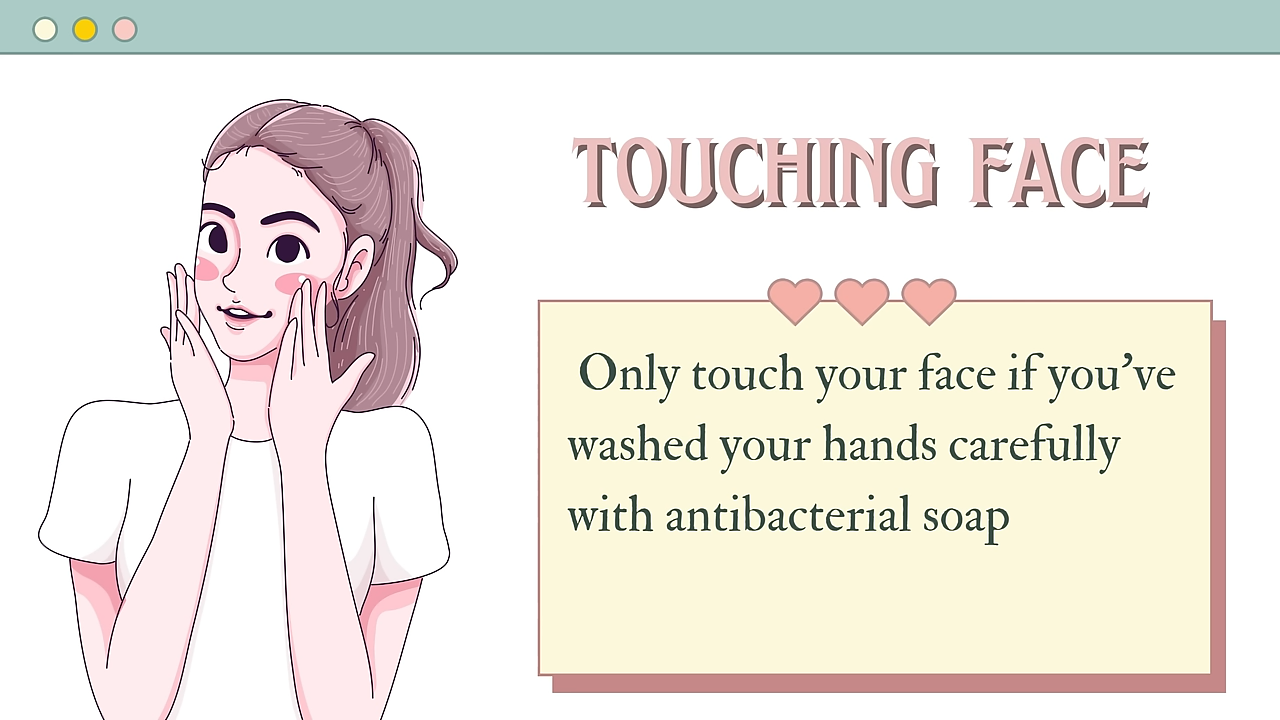 TOUCHING FACE
Only touch your face if you’ve
washed your hands carefully
with antibacterial soap